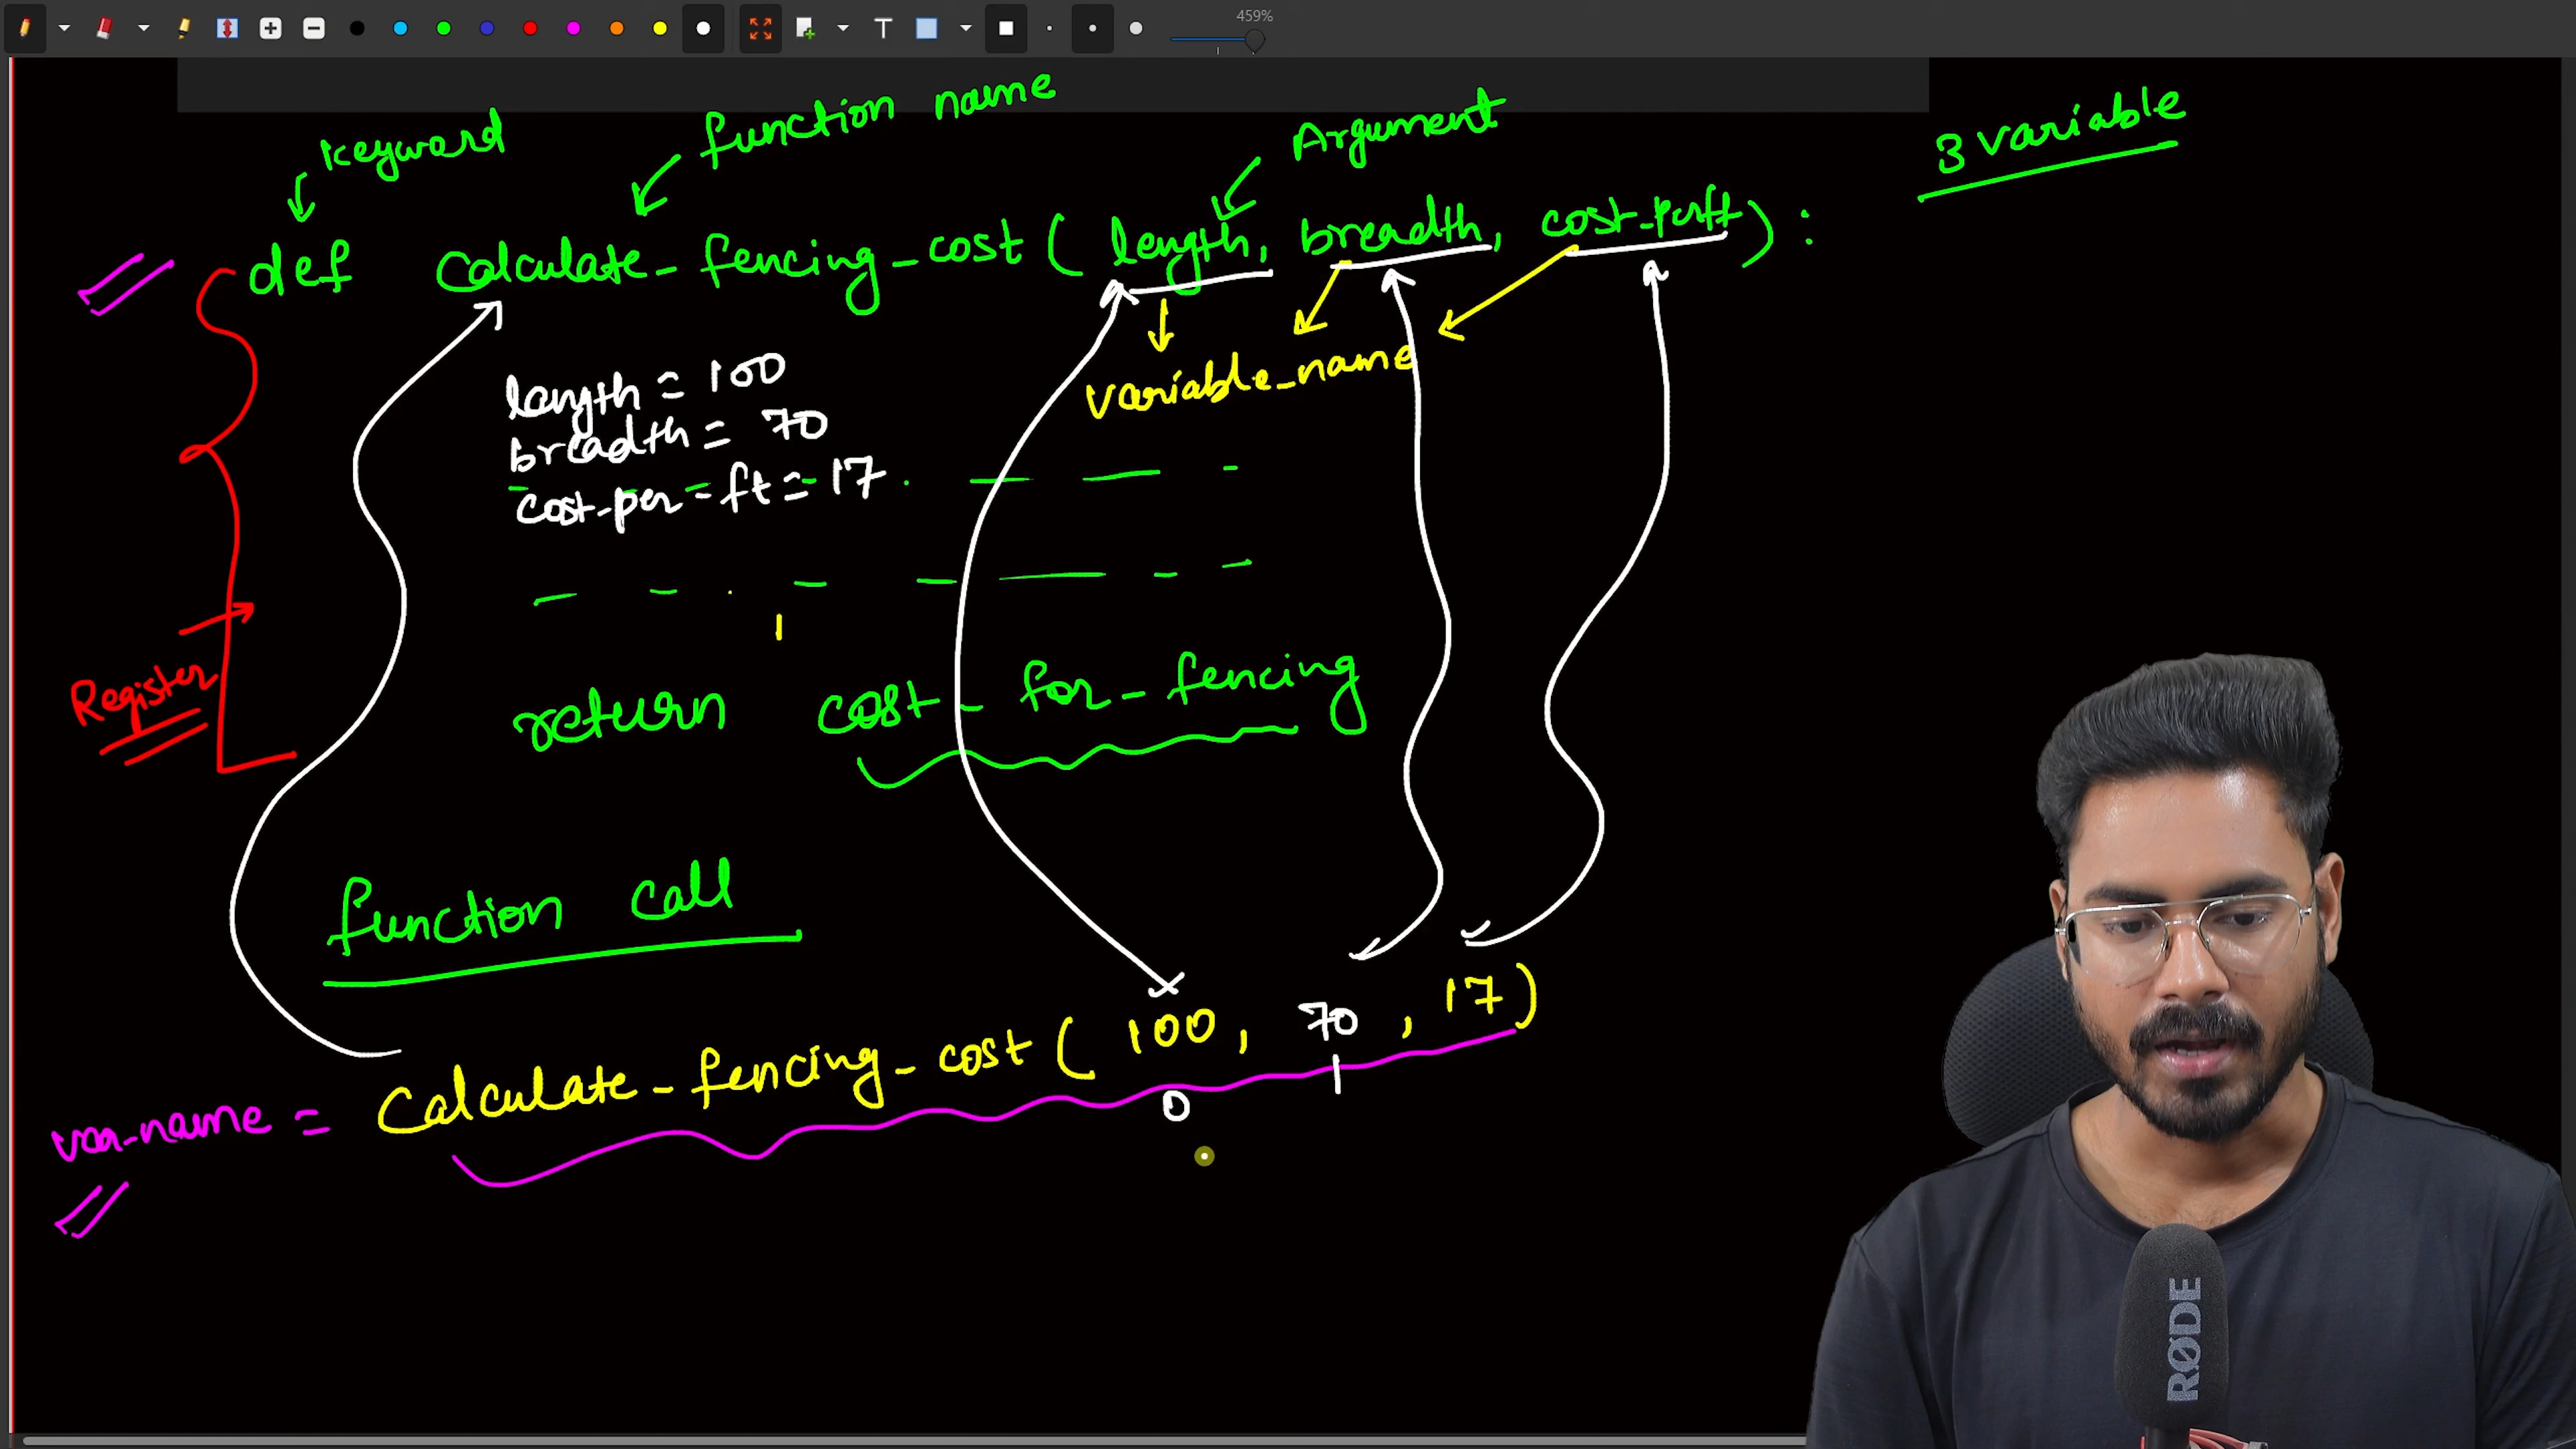 459%
function name
Keyword
Argument
3 variable
def calculate-fencing-cost ( length, breadth, cost-perft ) :
length = 100
variable_name
breadth = 70
cost-per-ft = 17
Register
return cost-for-fencing
function call
var-name = calculate-fencing-cost ( 100, 70, 17)
0 1
RØDE